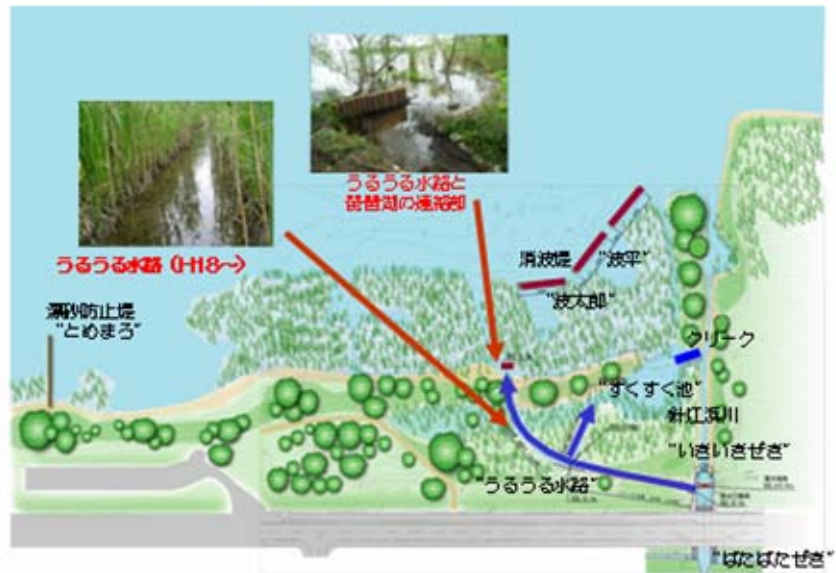 うるうる水路と
琵琶湖の連絡部
うるうる水路 (H18~)
消波堤 "波平"
"波太郎"
漂砂防止堤
"とめまろ"
クリーク
"すくすく池"
針江浜川
"いきいきぜき"
"うるうる水路"
"ばたばたぜき"